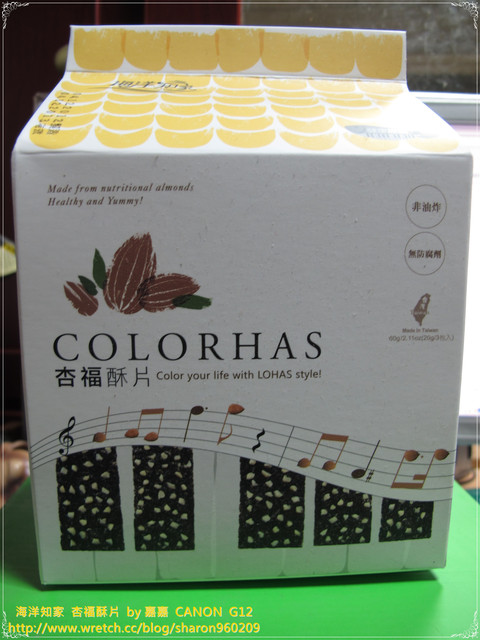 Made from nutritional almonds
Healthy and Yummy!
非油炸
無防腐劑
Made in Taiwan
COLORHAS
杏福酥片 Color your life with LOHAS style!
海洋知家 杏福酥片 by 嘉嘉 CANON G12
http://www.wretch.cc/blog/sharon960209